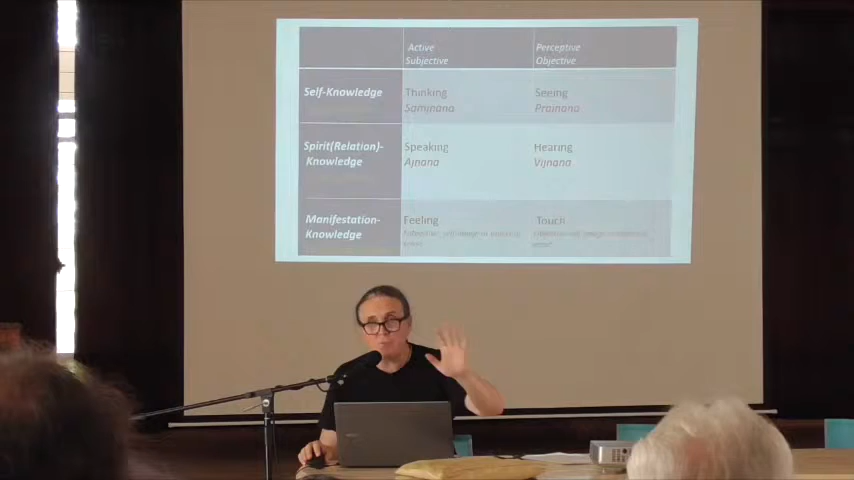 Active
Subjective
Perceptive
Objective
Self-Knowledge
Thinking
Samjnana
Seeing
Prajnana
Spirit(Relation)-
Knowledge
Speaking
Ajnana
Hearing
Vijnana
Manifestation-
Knowledge
Feeling
Touch